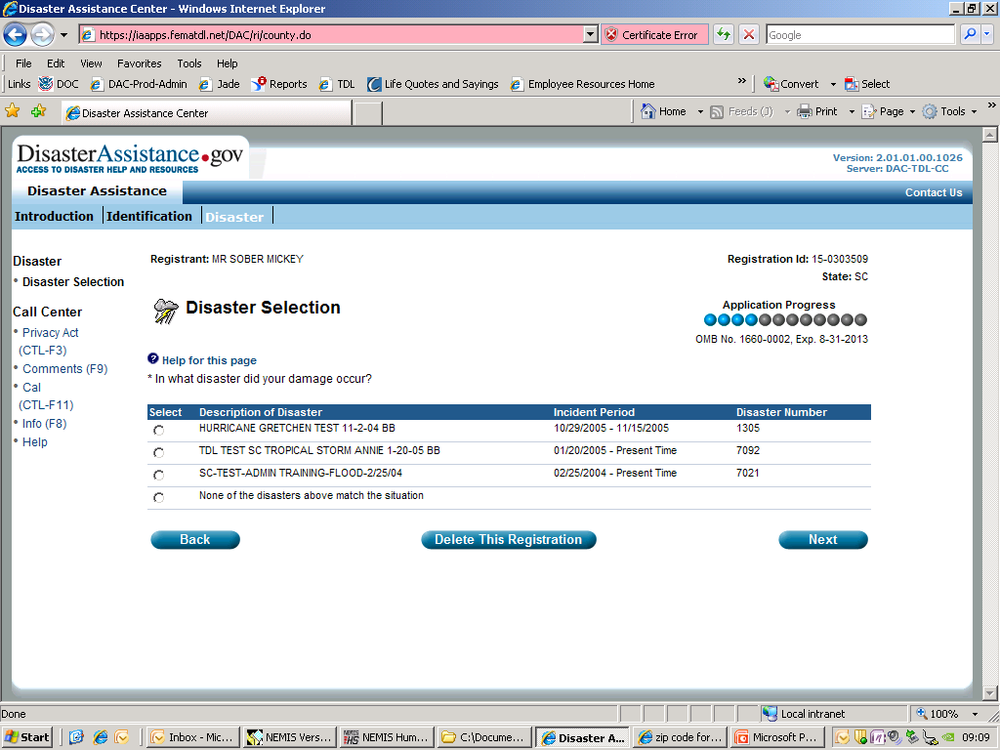 Disaster Assistance Center - Windows Internet Explorer
https://iaapps.fematdl.net/DAC/ri/county.do
Certificate Error
Google
File Edit View Favorites Tools Help
Links DOC DAC-Prod-Admin Jade Reports TDL Life Quotes and Sayings Employee Resources Home » Convert Select
Disaster Assistance Center
Home Feeds (J) Print Page Tools »
DisasterAssistance.gov
ACCESS TO DISASTER HELP AND RESOURCES
Version: 2.01.01.00.1026
Server: DAC-TDL-CC
Disaster Assistance
Contact Us
Introduction Identification Disaster
Disaster
• Disaster Selection
Call Center
• Privacy Act
(CTL-F3)
• Comments (F9)
• Cal
(CTL-F11)
• Info (F8)
• Help
Registrant: MR SOBER MICKEY
Registration Id: 15-0303509
State: SC
Disaster Selection
Application Progress
OMB No. 1660-0002, Exp. 8-31-2013
? Help for this page
* In what disaster did your damage occur?
Select Description of Disaster Incident Period Disaster Number
HURRICANE GRETCHEN TEST 11-2-04 BB 10/29/2005 - 11/15/2005 1305
TDL TEST SC TROPICAL STORM ANNIE 1-20-05 BB 01/20/2005 - Present Time 7092
SC-TEST-ADMIN TRAINING-FLOOD-2/25/04 02/25/2004 - Present Time 7021
None of the disasters above match the situation
Back Delete This Registration Next
Done Local intranet 100%
Start Inbox - Mic... NEMIS Vers... NEMIS Hum... C:\Docume... Disaster A... zip code for... Microsoft P... 09:09